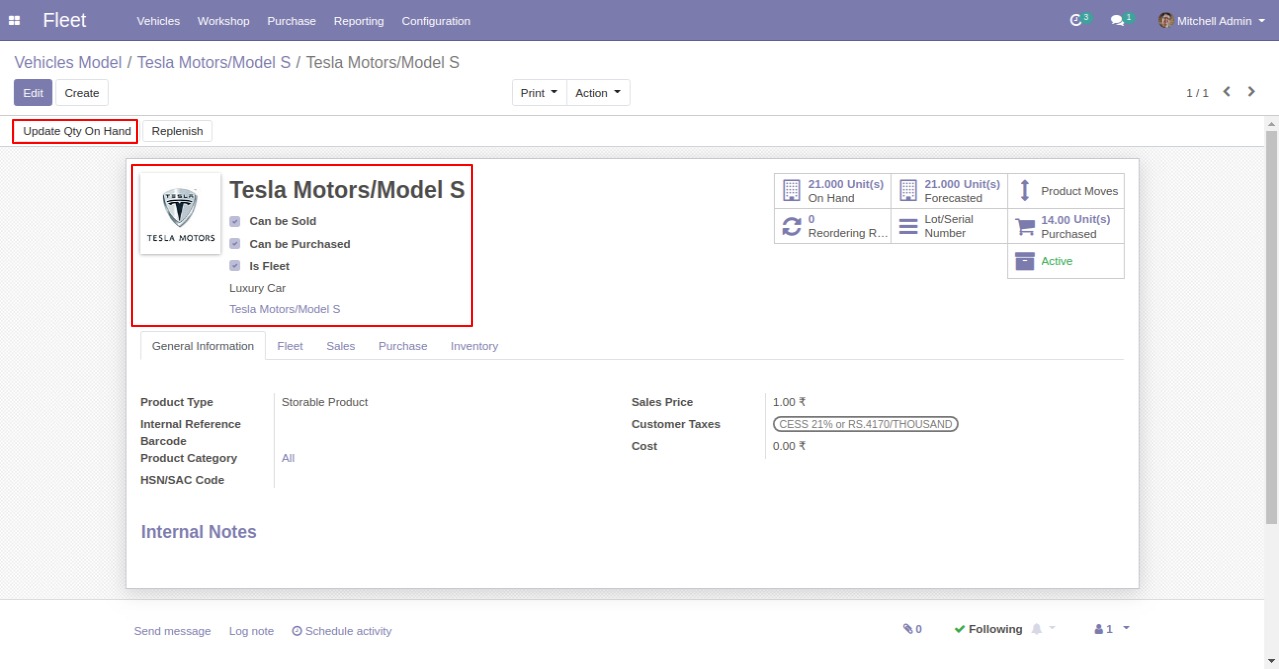 Fleet Vehicles Workshop Purchase Reporting Configuration 3 1 Mitchell Admin
Vehicles Model / Tesla Motors/Model S / Tesla Motors/Model S
Edit Create Print Action 1 / 1
Update Qty On Hand Replenish
TESLA
TESLA MOTORS
Tesla Motors/Model S
Can be Sold
Can be Purchased
Is Fleet
Luxury Car
Tesla Motors/Model S
21.000 Unit(s)
On Hand
21.000 Unit(s)
Forecasted
Product Moves
0
Reordering R...
Lot/Serial
Number
14.00 Unit(s)
Purchased
Active
General Information Fleet Sales Purchase Inventory
Product Type Storable Product
Internal Reference
Barcode
Product Category All
HSN/SAC Code
Sales Price 1.00 ₹
Customer Taxes CESS 21% or RS.4170/THOUSAND
Cost 0.00 ₹
Internal Notes
Send message Log note Schedule activity 0 Following 1